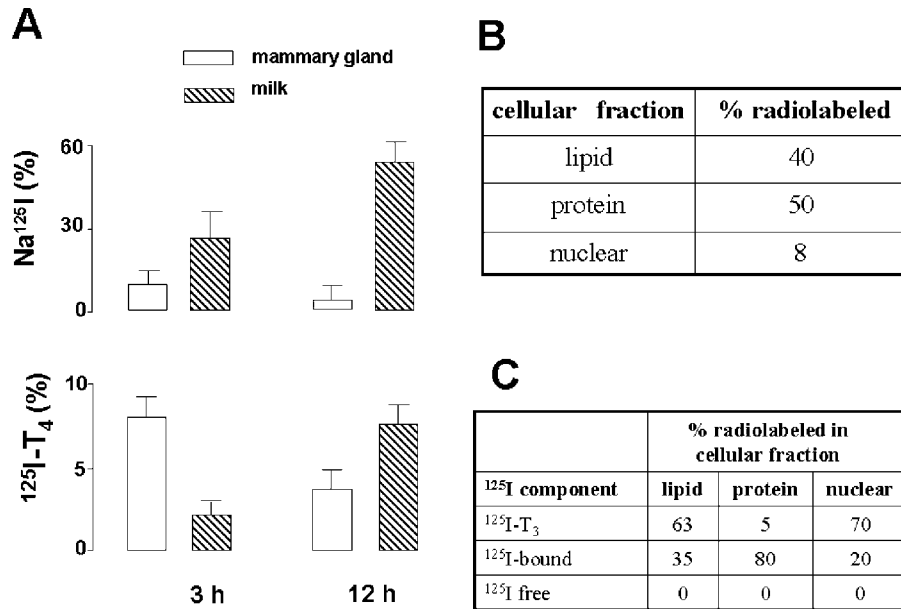 A
mammary gland
milk
Na¹²⁵I (%)
60
30
0
¹²⁵I-T₄ (%)
10
5
0
3 h 12 h
B
cellular fraction % radiolabeled
lipid 40
protein 50
nuclear 8
C
% radiolabeled in
cellular fraction
¹²⁵I component lipid protein nuclear
¹²⁵I-T₃ 63 5 70
¹²⁵I-bound 35 80 20
¹²⁵I free 0 0 0